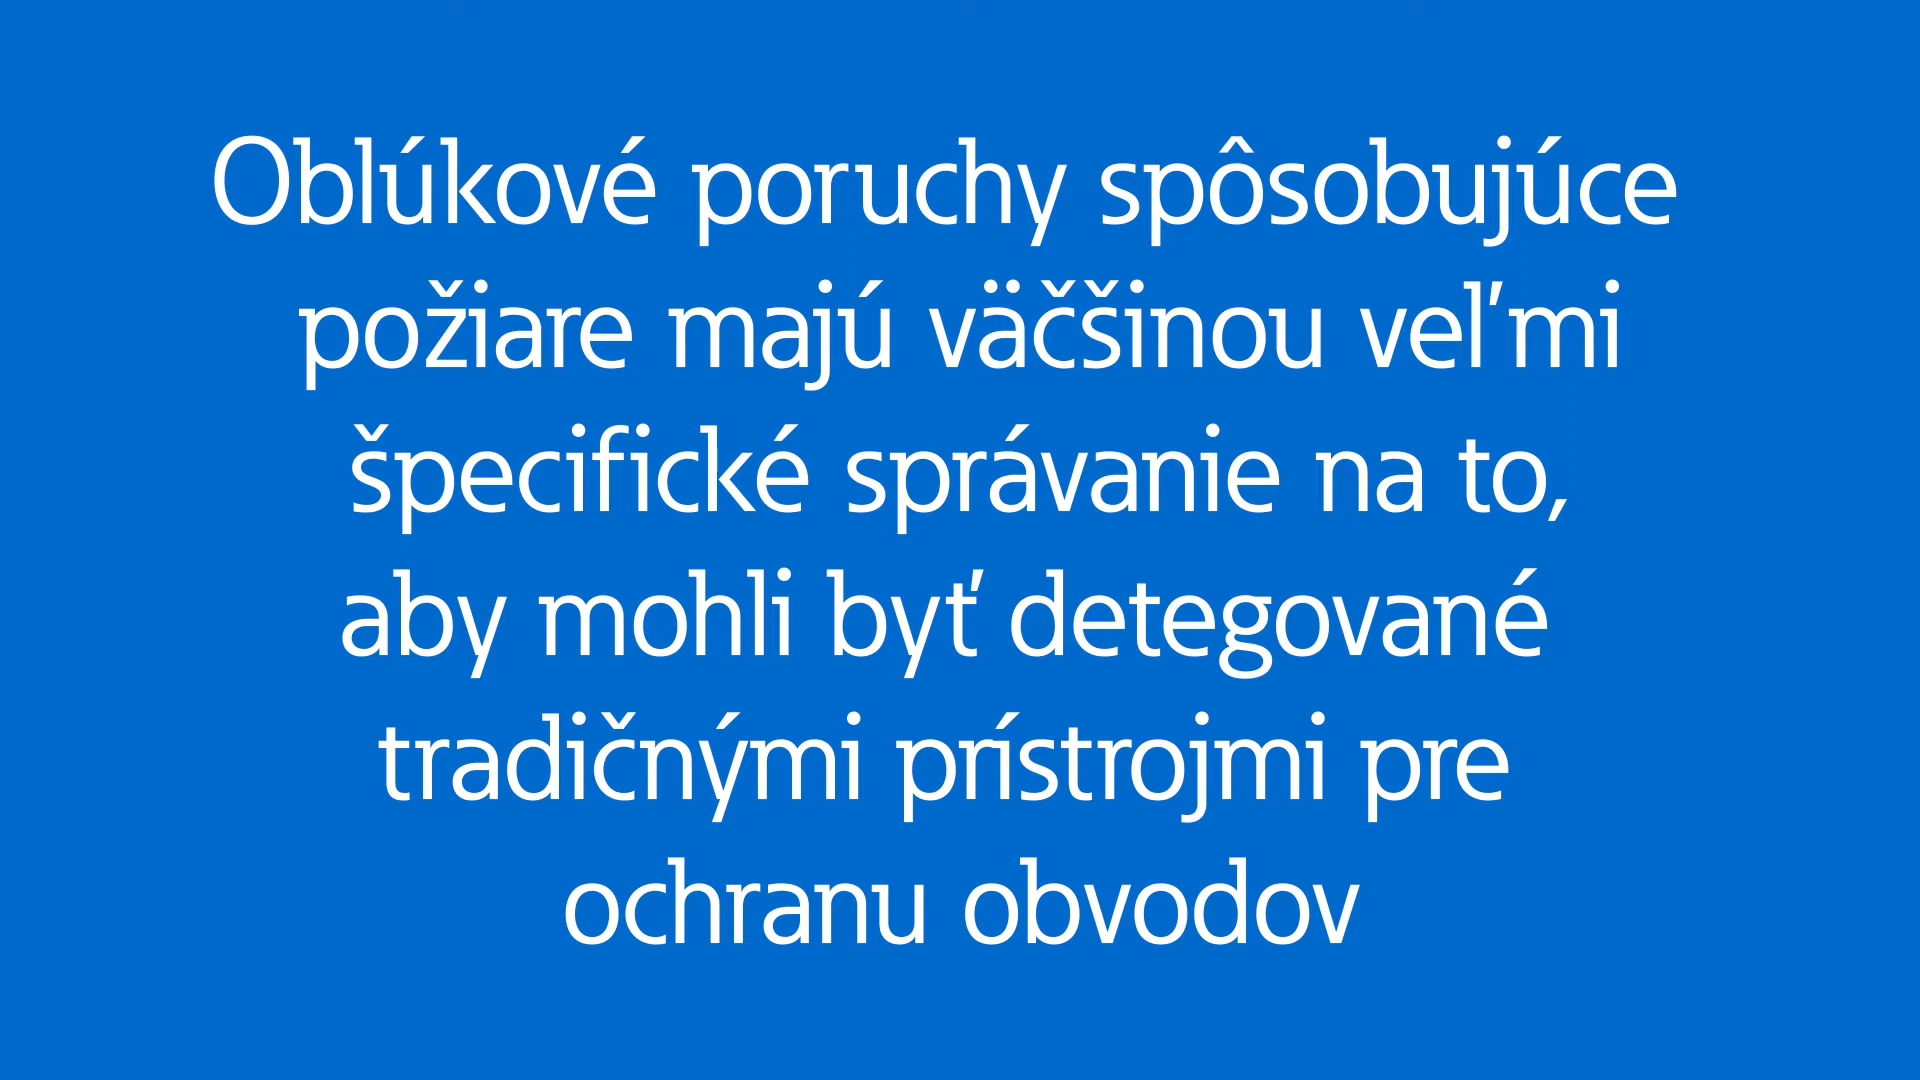 Oblúkové poruchy spôsobujúce
požiare majú väčšinou veľmi
špecifické správanie na to,
aby mohli byť detegované
tradičnými prístrojmi pre
ochranu obvodov